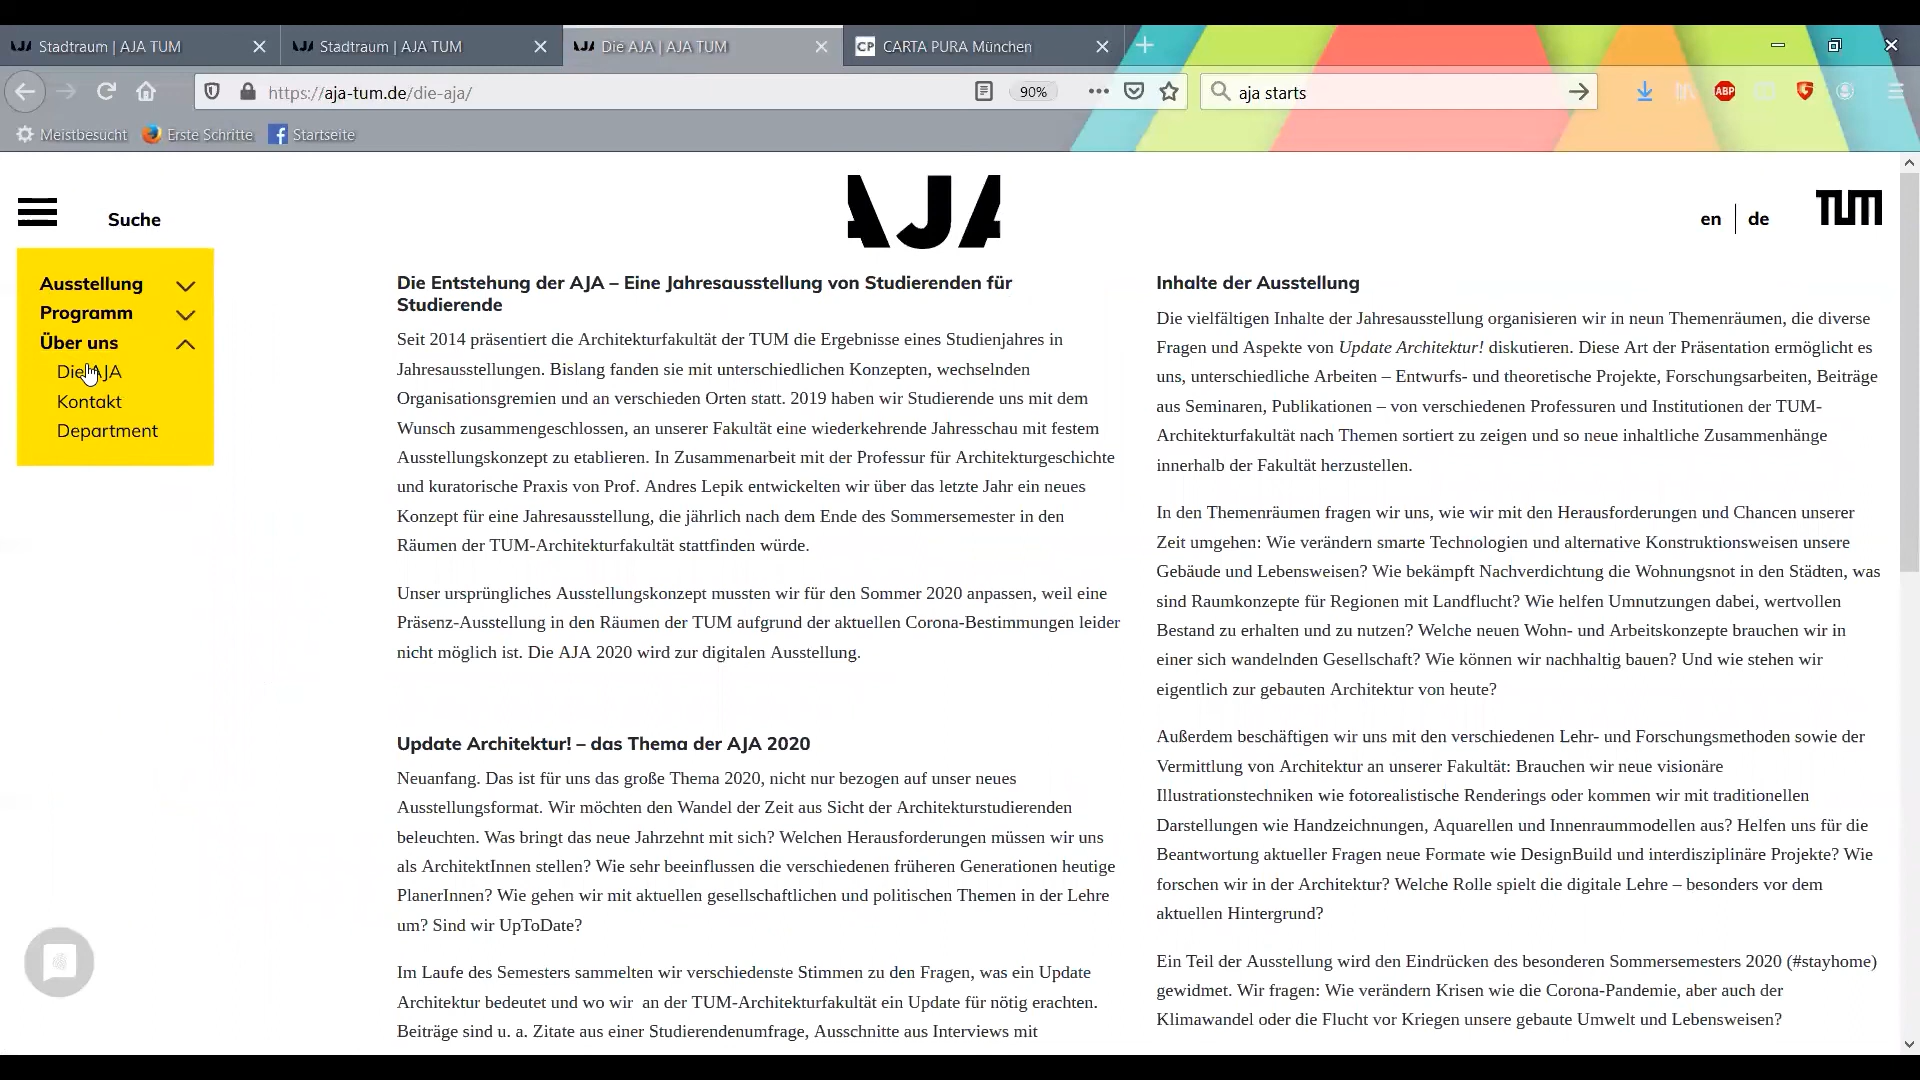 Stadtraum | AJA TUM
Stadtraum | AJA TUM
Die AJA | AJA TUM
CP CARTA PURA München
https://aja-tum.de/die-aja/
90%
aja starts
ABP
Meistbesucht
Erste Schritte
Startseite
Suche
AJA
en | de
TUM
Ausstellung
Programm
Über uns
Die AJA
Kontakt
Department
Die Entstehung der AJA – Eine Jahresausstellung von Studierenden für
Studierende
Seit 2014 präsentiert die Architekturfakultät der TUM die Ergebnisse eines Studienjahres in
Jahresausstellungen. Bislang fanden sie mit unterschiedlichen Konzepten, wechselnden
Organisationsgremien und an verschieden Orten statt. 2019 haben wir Studierende uns mit dem
Wunsch zusammengeschlossen, an unserer Fakultät eine wiederkehrende Jahresschau mit festem
Ausstellungskonzept zu etablieren. In Zusammenarbeit mit der Professur für Architekturgeschichte
und kuratorische Praxis von Prof. Andres Lepik entwickelten wir über das letzte Jahr ein neues
Konzept für eine Jahresausstellung, die jährlich nach dem Ende des Sommersemester in den
Räumen der TUM-Architekturfakultät stattfinden würde.
Unser ursprüngliches Ausstellungskonzept mussten wir für den Sommer 2020 anpassen, weil eine
Präsenz-Ausstellung in den Räumen der TUM aufgrund der aktuellen Corona-Bestimmungen leider
nicht möglich ist. Die AJA 2020 wird zur digitalen Ausstellung.
Update Architektur! – das Thema der AJA 2020
Neuanfang. Das ist für uns das große Thema 2020, nicht nur bezogen auf unser neues
Ausstellungsformat. Wir möchten den Wandel der Zeit aus Sicht der Architekturstudierenden
beleuchten. Was bringt das neue Jahrzehnt mit sich? Welchen Herausforderungen müssen wir uns
als ArchitektInnen stellen? Wie sehr beeinflussen die verschiedenen früheren Generationen heutige
PlanerInnen? Wie gehen wir mit aktuellen gesellschaftlichen und politischen Themen in der Lehre
um? Sind wir UpToDate?
Im Laufe des Semesters sammelten wir verschiedenste Stimmen zu den Fragen, was ein Update
Architektur bedeutet und wo wir an der TUM-Architekturfakultät ein Update für nötig erachten.
Beiträge sind u. a. Zitate aus einer Studierendenumfrage, Ausschnitte aus Interviews mit
Inhalte der Ausstellung
Die vielfältigen Inhalte der Jahresausstellung organisieren wir in neun Themenräumen, die diverse
Fragen und Aspekte von Update Architektur! diskutieren. Diese Art der Präsentation ermöglicht es
uns, unterschiedliche Arbeiten – Entwurfs- und theoretische Projekte, Forschungsarbeiten, Beiträge
aus Seminaren, Publikationen – von verschiedenen Professuren und Institutionen der TUM-
Architekturfakultät nach Themen sortiert zu zeigen und so neue inhaltliche Zusammenhänge
innerhalb der Fakultät herzustellen.
In den Themenräumen fragen wir uns, wie wir mit den Herausforderungen und Chancen unserer
Zeit umgehen: Wie verändern smarte Technologien und alternative Konstruktionsweisen unsere
Gebäude und Lebensweisen? Wie bekämpft Nachverdichtung die Wohnungsnot in den Städten, was
sind Raumkonzepte für Regionen mit Landflucht? Wie helfen Umnutzungen dabei, wertvollen
Bestand zu erhalten und zu nutzen? Welche neuen Wohn- und Arbeitskonzepte brauchen wir in
einer sich wandelnden Gesellschaft? Wie können wir nachhaltig bauen? Und wie stehen wir
eigentlich zur gebauten Architektur von heute?
Außerdem beschäftigen wir uns mit den verschiedenen Lehr- und Forschungsmethoden sowie der
Vermittlung von Architektur an unserer Fakultät: Brauchen wir neue visionäre
Illustrationstechniken wie fotorealistische Renderings oder kommen wir mit traditionellen
Darstellungen wie Handzeichnungen, Aquarellen und Innenraummodellen aus? Helfen uns für die
Beantwortung aktueller Fragen neue Formate wie DesignBuild und interdisziplinäre Projekte? Wie
forschen wir in der Architektur? Welche Rolle spielt die digitale Lehre – besonders vor dem
aktuellen Hintergrund?
Ein Teil der Ausstellung wird den Eindrücken des besonderen Sommersemesters 2020 (#stayhome)
gewidmet. Wir fragen: Wie verändern Krisen wie die Corona-Pandemie, aber auch der
Klimawandel oder die Flucht vor Kriegen unsere gebaute Umwelt und Lebensweisen?